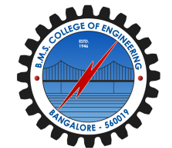 B.M.S. COLLEGE OF ENGINEERING
ESTD.
1946
BANGALORE - 560019